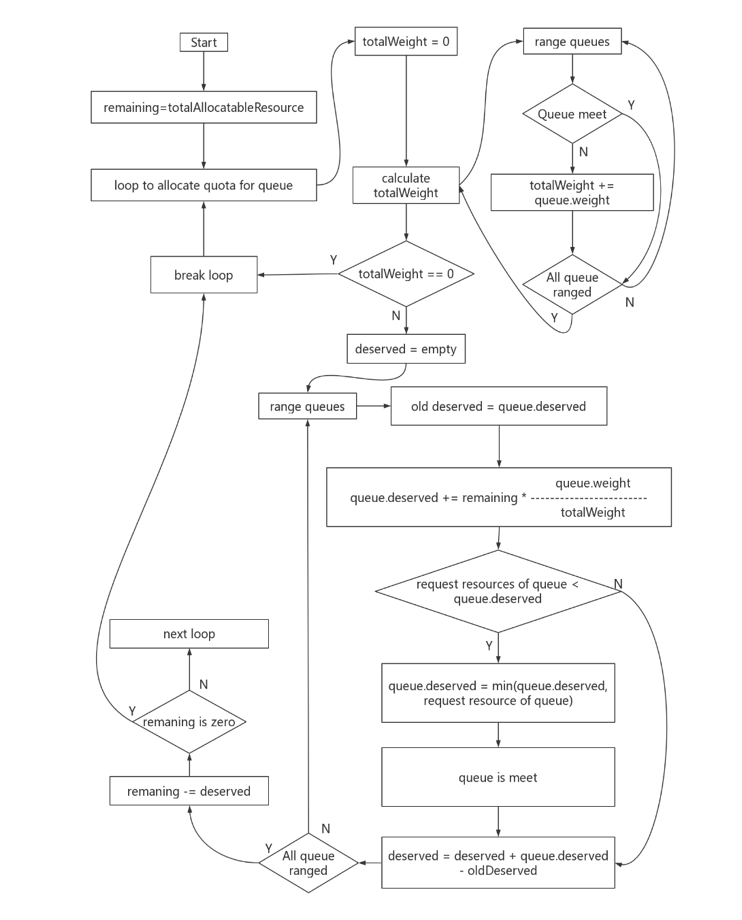 Start
totalWeight = 0
range queues
remaining=totalAllocatableResource
Queue meet
Y
N
loop to allocate quota for queue
calculate
totalWeight
totalWeight +=
queue.weight
break loop
Y
totalWeight == 0
All queue
ranged
N
Y
N
deserved = empty
range queues
old deserved = queue.deserved
queue.deserved += remaining *
queue.weight
-----------------------
totalWeight
request resources of queue <
queue.deserved
N
Y
next loop
N
queue.deserved = min(queue.deserved,
request resource of queue)
Y
remaning is zero
queue is meet
remaning -= deserved
N
Y
All queue
ranged
deserved = deserved + queue.deserved
- oldDeserved